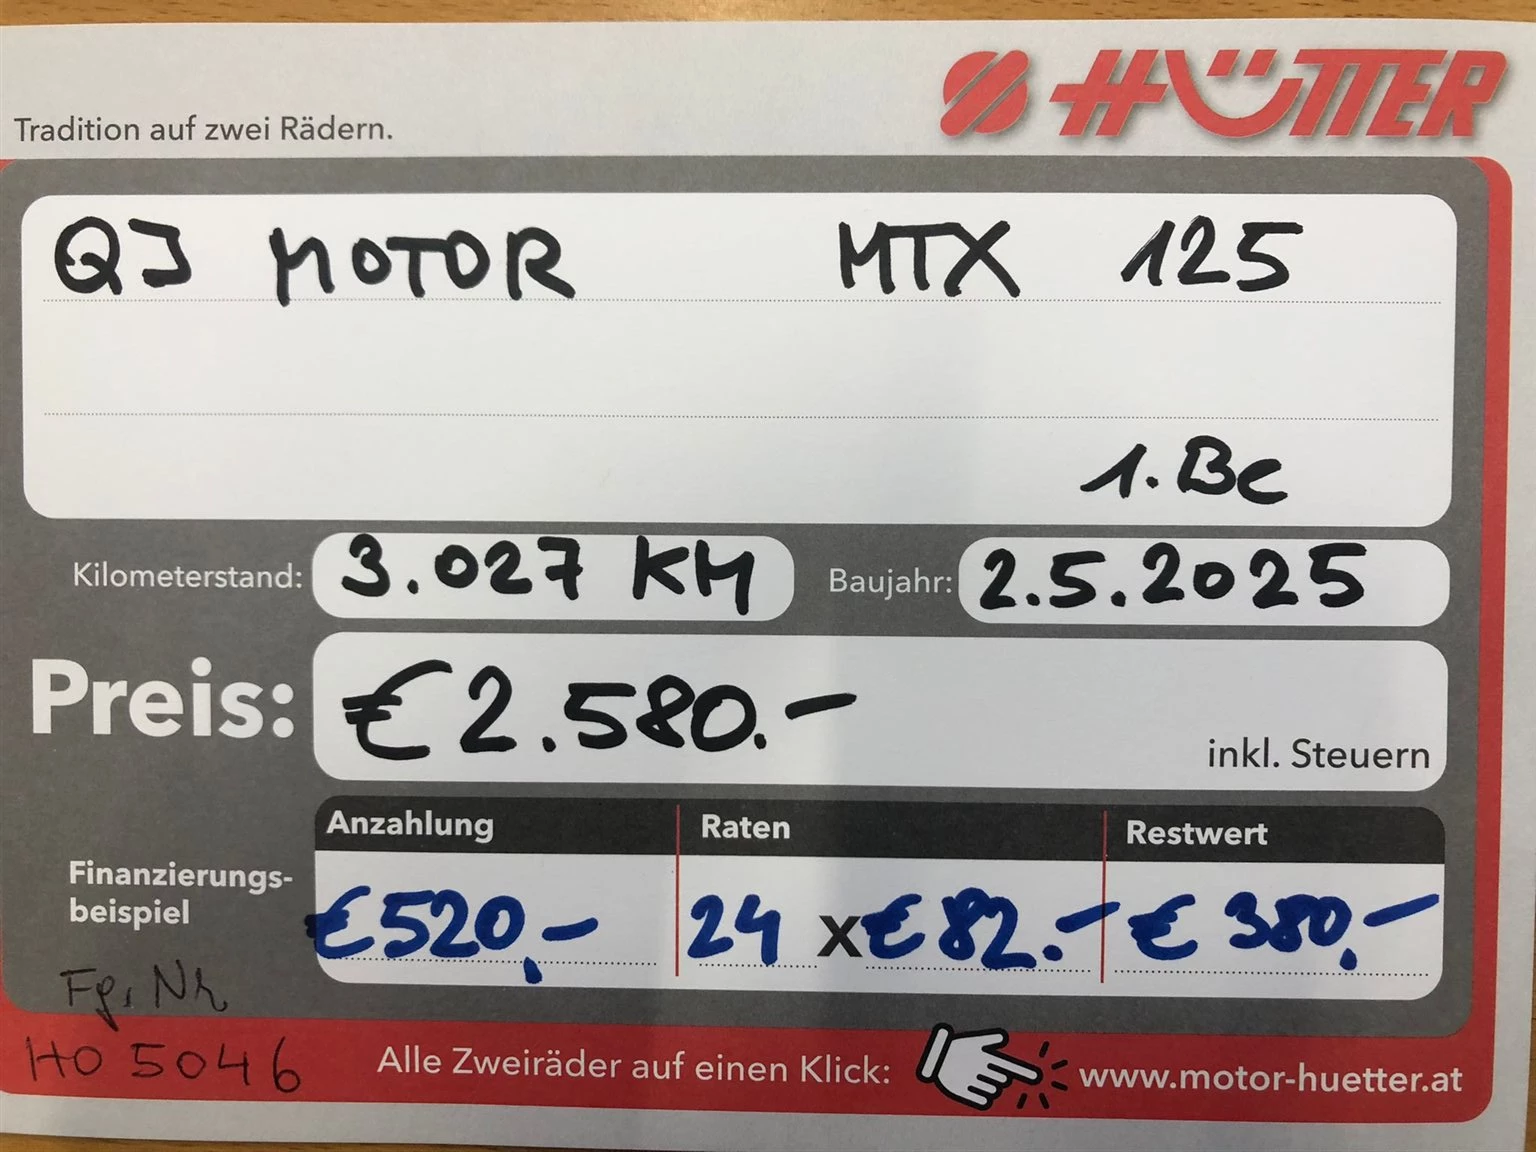 HÜTTER
Tradition auf zwei Rädern.
QJ MOTOR MTX 125
1.Be
Kilometerstand: 3.027 KM Baujahr: 2.5.2025
Preis: € 2.580.-
inkl. Steuern
Anzahlung Raten Restwert
Finanzierungs-
beispiel
€520,- 24 x €82.- € 380,-
Fg. Nr
HO 5046
Alle Zweiräder auf einen Klick: www.motor-huetter.at